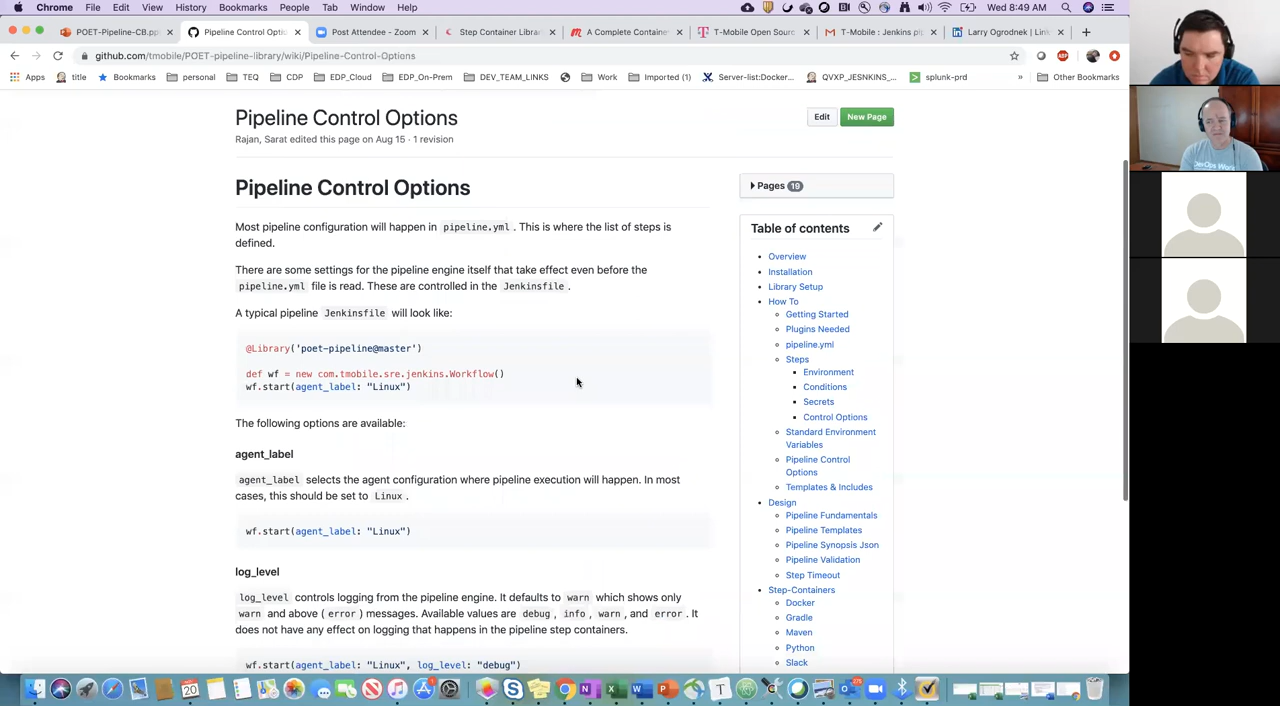 Chrome File Edit View History Bookmarks People Tab Window Help Wed 8:49 AM
POET-Pipeline-CB.pp Pipeline Control Option Post Attendee - Zoom Step Container Librar A Complete Container T-Mobile Open Sourc T-Mobile : Jenkins pl Larry Ogrodnek | Lin
github.com/tmobile/POET-pipeline-library/wiki/Pipeline-Control-Options
ABP
Apps title Bookmarks personal TEQ CDP EDP_Cloud EDP_On-Prem DEV_TEAM_LINKS Work Imported (1) Server-list:Docker... QVXP_JESNKINS_... splunk-prd » Other Bookmarks
Pipeline Control Options
Edit New Page
Rajan, Sarat edited this page on Aug 15 · 1 revision
Pipeline Control Options
Most pipeline configuration will happen in pipeline.yml . This is where the list of steps is
defined.
There are some settings for the pipeline engine itself that take effect even before the
pipeline.yml file is read. These are controlled in the Jenkinsfile .
A typical pipeline Jenkinsfile will look like:
@Library('poet-pipeline@master')
def wf = new com.tmobile.sre.jenkins.Workflow()
wf.start(agent_label: "Linux")
The following options are available:
agent_label
agent_label selects the agent configuration where pipeline execution will happen. In most
cases, this should be set to Linux .
wf.start(agent_label: "Linux")
log_level
log_level controls logging from the pipeline engine. It defaults to warn which shows only
warn and above ( error ) messages. Available values are debug , info , warn , and error . It
does not have any effect on logging that happens in the pipeline step containers.
wf.start(agent_label: "Linux", log_level: "debug")
Pages 19
Table of contents
Overview
Installation
Library Setup
How To
Getting Started
Plugins Needed
pipeline.yml
Steps
Environment
Conditions
Secrets
Control Options
Standard Environment
Variables
Pipeline Control
Options
Templates & Includes
Design
Pipeline Fundamentals
Pipeline Templates
Pipeline Synopsis Json
Pipeline Validation
Step Timeout
Step-Containers
Docker
Gradle
Maven
Python
Slack